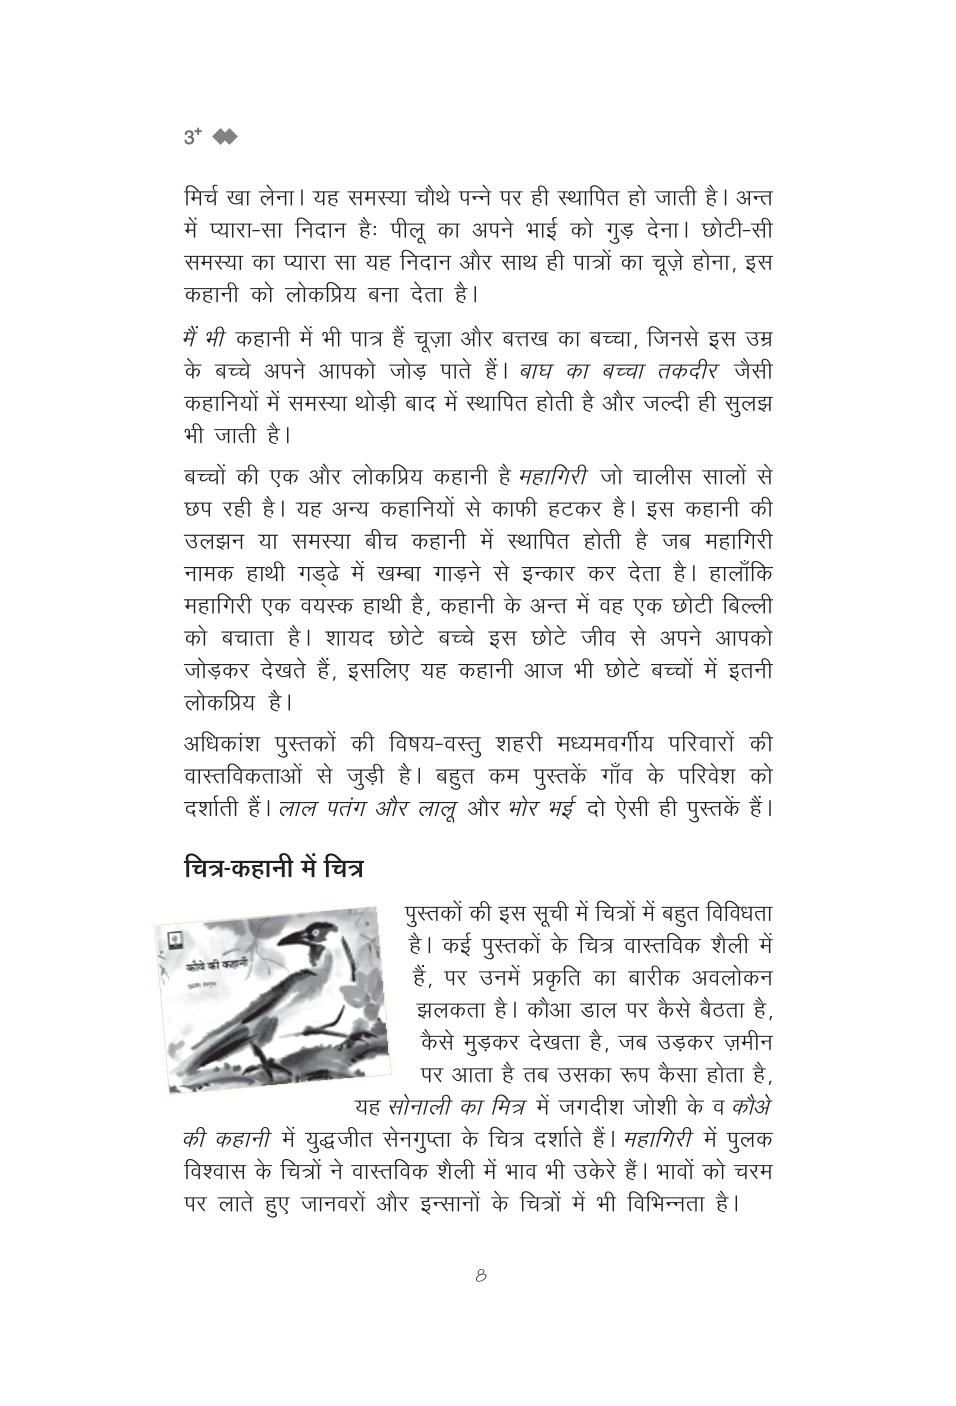 3+
मिर्च खा लेना। यह समस्या चौथे पन्ने पर ही स्थापित हो जाती है। अन्त
में प्यारा-सा निदान है: पीलू का अपने भाई को गुड़ देना। छोटी-सी
समस्या का प्यारा सा यह निदान और साथ ही पात्रों का चूज़े होना, इस
कहानी को लोकप्रिय बना देता है।
मैं भी कहानी में भी पात्र हैं चूज़ा और बत्तख का बच्चा, जिनसे इस उम्र
के बच्चे अपने आपको जोड़ पाते हैं। बाघ का बच्चा तकदीर जैसी
कहानियों में समस्या थोड़ी बाद में स्थापित होती है और जल्दी ही सुलझ
भी जाती है।
बच्चों की एक और लोकप्रिय कहानी है महागिरी जो चालीस सालों से
छप रही है। यह अन्य कहानियों से काफी हटकर है। इस कहानी की
उलझन या समस्या बीच कहानी में स्थापित होती है जब महागिरी
नामक हाथी गड्ढे में खम्बा गाड़ने से इन्कार कर देता है। हालाँकि
महागिरी एक वयस्क हाथी है, कहानी के अन्त में वह एक छोटी बिल्ली
को बचाता है। शायद छोटे बच्चे इस छोटे जीव से अपने आपको
जोड़कर देखते हैं, इसलिए यह कहानी आज भी छोटे बच्चों में इतनी
लोकप्रिय है।
अधिकांश पुस्तकों की विषय-वस्तु शहरी मध्यमवर्गीय परिवारों की
वास्तविकताओं से जुड़ी है। बहुत कम पुस्तकें गाँव के परिवेश को
दर्शाती हैं। लाल पतंग और लालू और भोर भई दो ऐसी ही पुस्तकें हैं।
चित्र-कहानी में चित्र
कौवे की कहानी
पुस्तकों की इस सूची में चित्रों में बहुत विविधता
है। कई पुस्तकों के चित्र वास्तविक शैली में
हैं, पर उनमें प्रकृति का बारीक अवलोकन
झलकता है। कौआ डाल पर कैसे बैठता है,
कैसे मुड़कर देखता है, जब उड़कर ज़मीन
पर आता है तब उसका रूप कैसा होता है,
यह सोनाली का मित्र में जगदीश जोशी के व कौअे
की कहानी में युद्धजीत सेनगुप्ता के चित्र दर्शाते हैं। महागिरी में पुलक
विश्वास के चित्रों ने वास्तविक शैली में भाव भी उकेरे हैं। भावों को चरम
पर लाते हुए जानवरों और इन्सानों के चित्रों में भी विभिन्नता है।
8